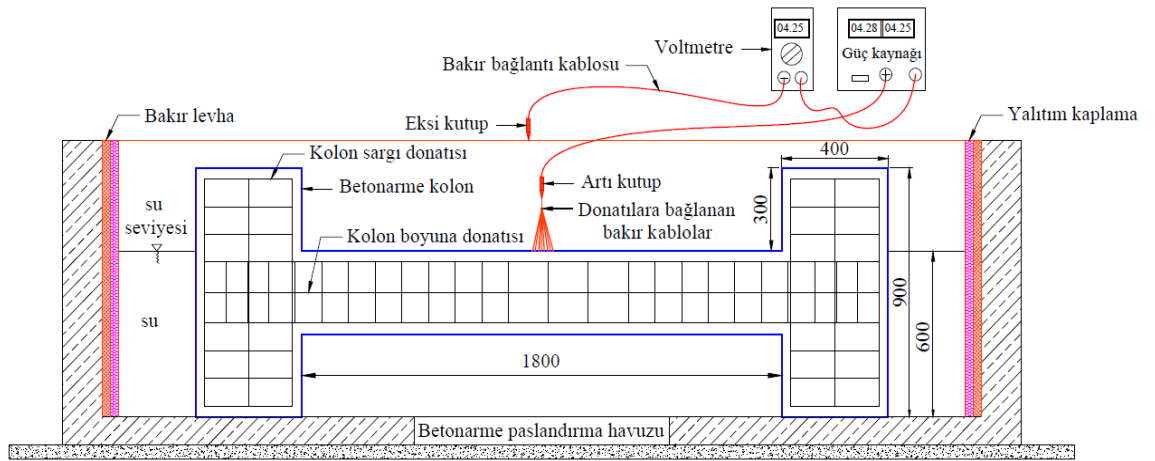 04.25
04.28 04.25
Voltmetre
Güç kaynağı
Bakır bağlantı kablosu
Bakır levha
Eksi kutup
Yalıtım kaplama
Kolon sargı donatısı
400
Betonarme kolon
Artı kutup
300
su
seviyesi
Donatılara bağlanan
bakır kablolar
Kolon boyuna donatısı
900
600
su
1800
Betonarme paslandırma havuzu